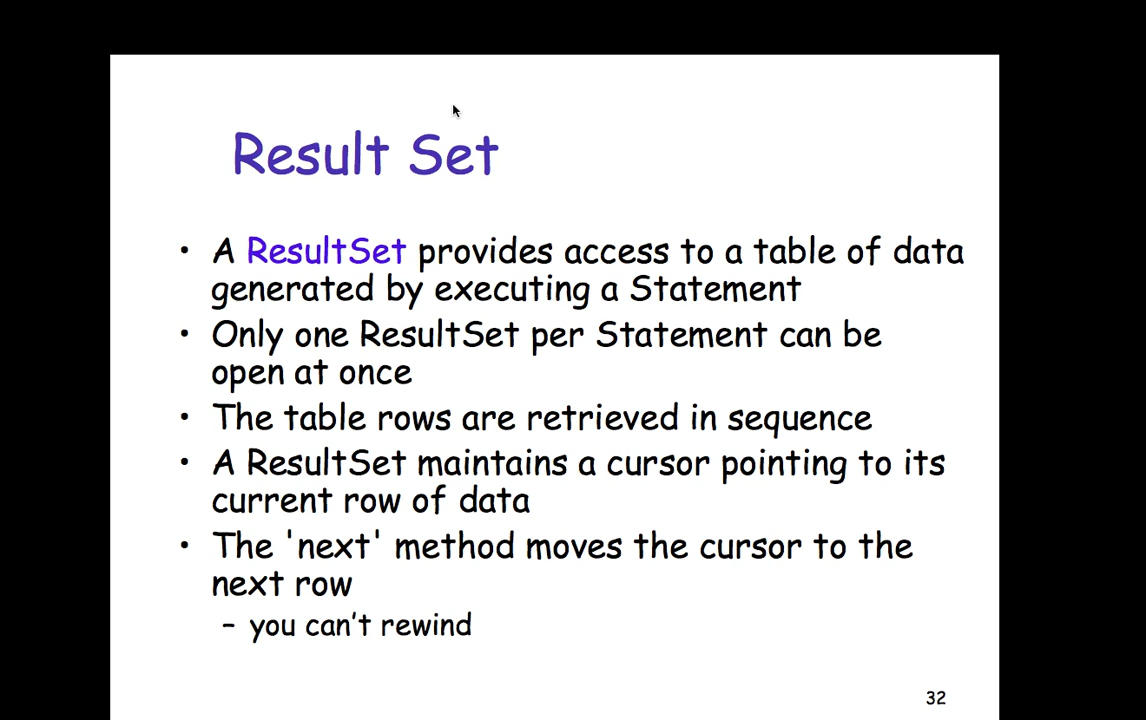 Result Set
• A ResultSet provides access to a table of data
generated by executing a Statement
• Only one ResultSet per Statement can be
open at once
• The table rows are retrieved in sequence
• A ResultSet maintains a cursor pointing to its
current row of data
• The 'next' method moves the cursor to the
next row
– you can't rewind
32